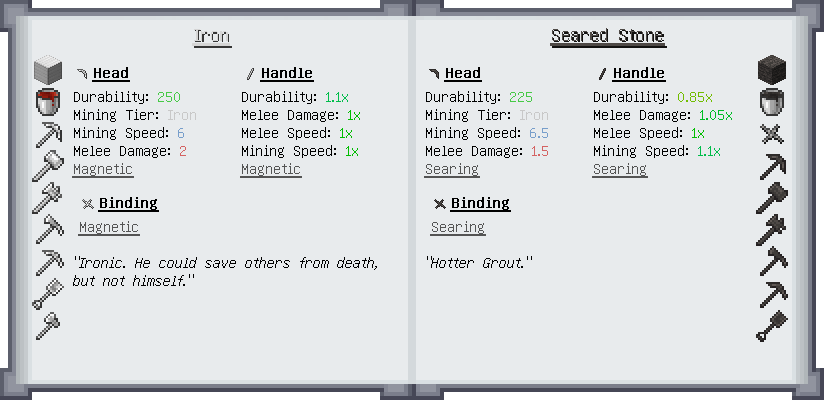 Iron
Head
Durability: 250
Mining Tier: Iron
Mining Speed: 6
Melee Damage: 2
Magnetic
Handle
Durability: 1.1x
Melee Damage: 1x
Melee Speed: 1x
Mining Speed: 1x
Magnetic
Binding
Magnetic
"Ironic. He could save others from death,
but not himself."
Seared Stone
Head
Durability: 225
Mining Tier: Iron
Mining Speed: 6.5
Melee Damage: 1.5
Searing
Handle
Durability: 0.85x
Melee Damage: 1.05x
Melee Speed: 1x
Mining Speed: 1.1x
Searing
Binding
Searing
"Hotter Grout."